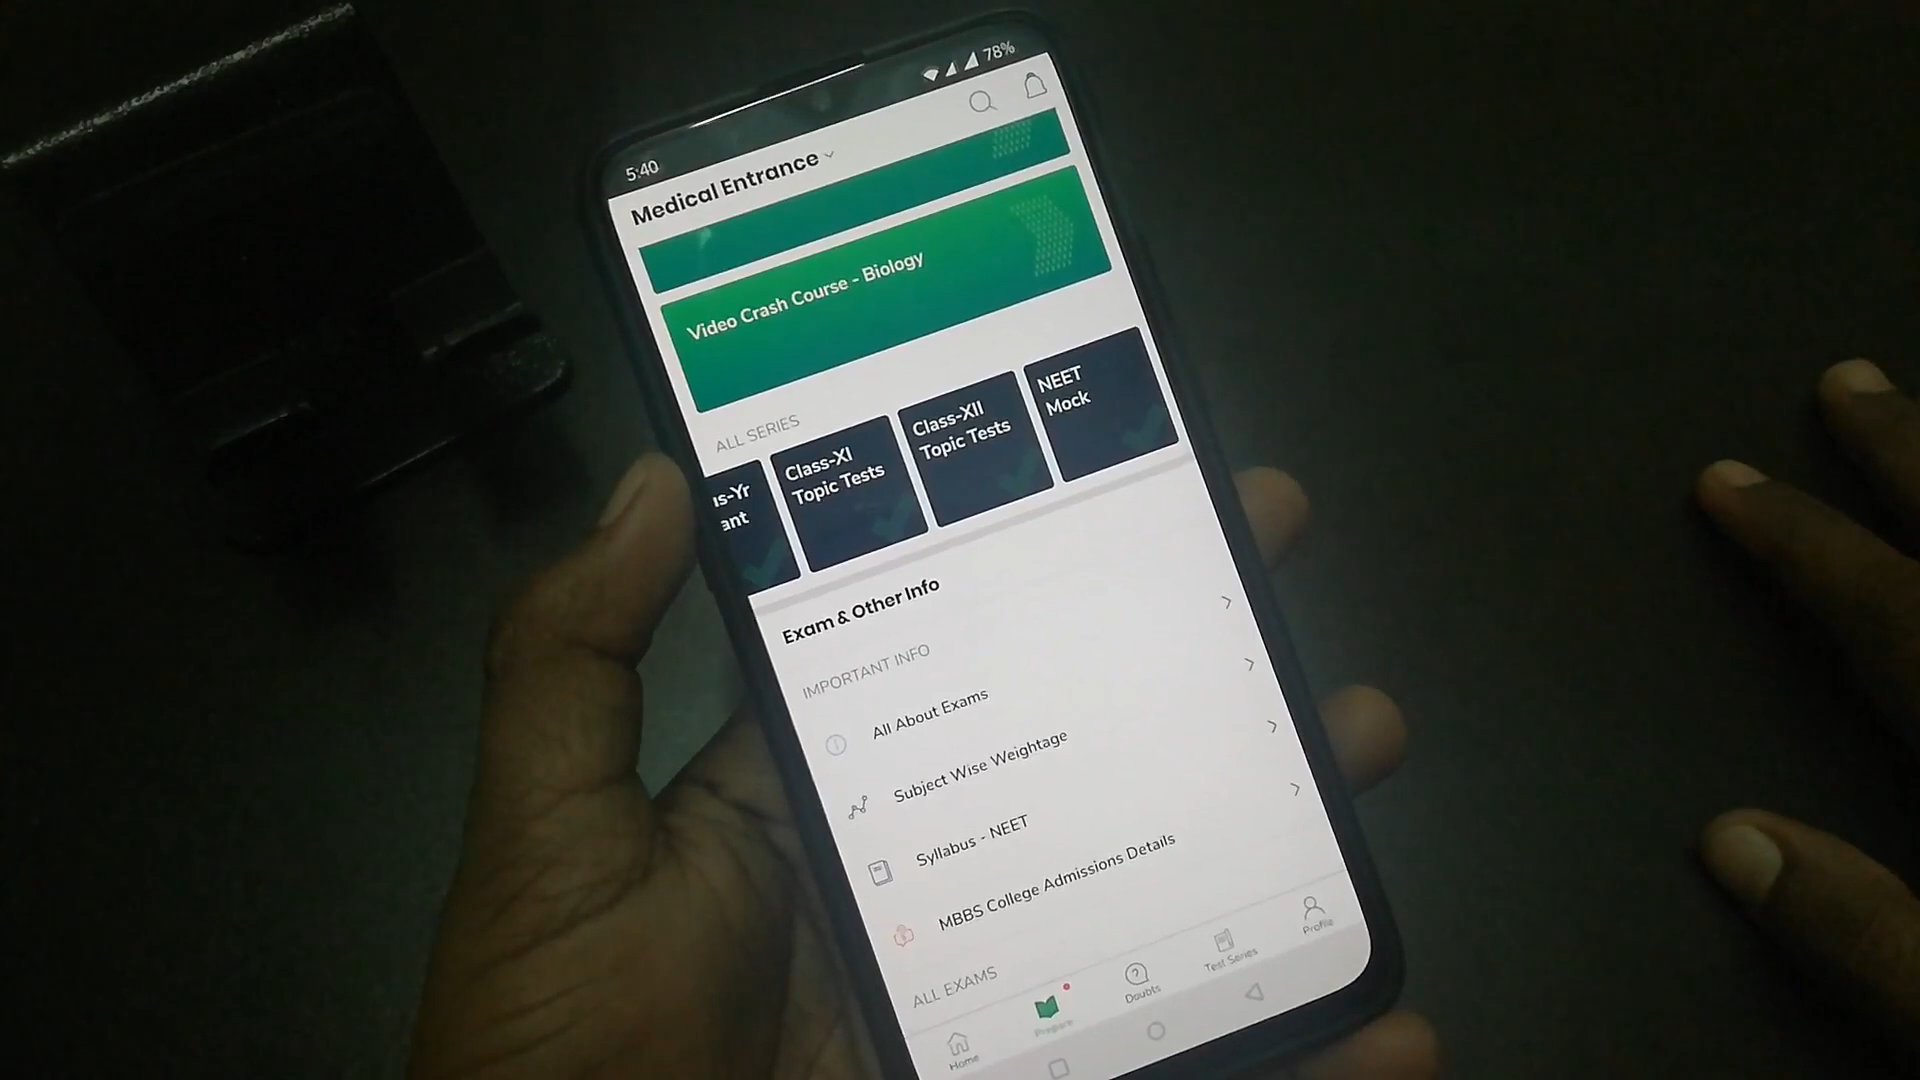 5:40
78%
Medical Entrance
Video Crash Course - Biology
ALL SERIES
is-Yr
ant
Class-XI
Topic Tests
Class-XII
Topic Tests
NEET
Mock
Exam & Other Info
IMPORTANT INFO
All About Exams
Subject Wise Weightage
Syllabus - NEET
MBBS College Admissions Details
ALL EXAMS
Home
Prepare
Doubts
Test Series
Profile